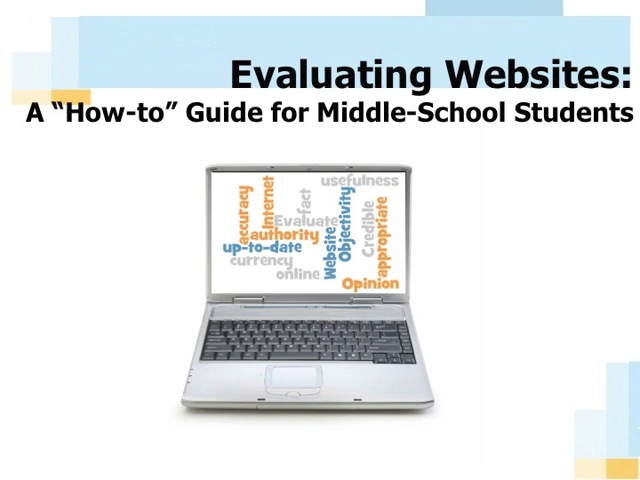 Evaluating Websites:
A “How-to” Guide for Middle-School Students
usefulness
accuracy
Internet
fact
Evaluate
authority
up-to-date
currency
online
Website
Objectivity
Credible
appropriate
Opinion